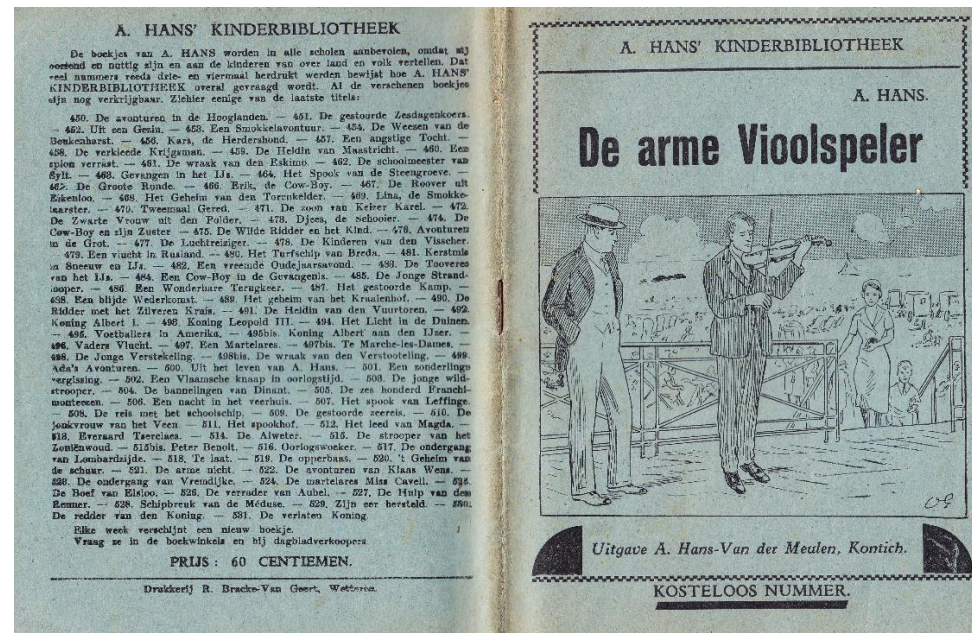 A. HANS' KINDERBIBLIOTHEEK
De boekjes van A. HANS worden in alle scholen aanbevolen, omdat zij
boeiend en nuttig zijn en aan de kinderen van over land en volk vertellen. Dat
veel nummers reeds drie- en viermaal herdrukt werden bewijst hoe A. HANS'
KINDERBIBLIOTHEEK overal gevraagd wordt. Al de verschenen boekjes
zijn nog verkrijgbaar. Ziehier eenige van de laatste titels:
450. De avonturen in de Hooglanden. — 451. De gestoorde Zesdagenkoers.
— 452. Uit een Gezin. — 453. Een Smokkelavontuur. — 454. De Weezen van de
Beukenhorst. — 456. Kars, de Herdershond. — 457. Een angstige Tocht. —
458. De verkleede Krijgsman. — 459. De Heldin van Maastricht. — 460. Een
spion verrast. — 461. De wraak van den Eskimo. — 462. De schoolmeester van
Sylt. — 463. Gevangen in het IJs. — 464. Het Spook van de Steengroeve. —
465. De Groote Ronde. — 466. Erik, de Cow-Boy. — 467. De Roover uit
Eikenloo. — 468. Het Geheim van den Torenkelder. — 469. Lina, de Smokke-
laarster. — 470. Tweemaal Gered. — 471. De zoon van Keizer Karel. — 472.
De Zwarte Vrouw uit den Polder. — 473. Djoos, de Schooier. — 474. De
Cow-Boy en zijn Zuster — 475. De Wilde Ridder en het Kind. — 476. Avonturen
in de Grot. — 477. De Luchtreiziger. — 478. De Kinderen van den Visscher.
— 479. Een vlucht in Rusland. — 480. Het Turfschip van Breda. — 481. Kerstmis
in Sneeuw en IJs. — 482. Een vreemde Oudejaarsavond. — 483. De Tooveres
van het IJs. — 484. Een Cow-Boy in de Gevangenis. — 485. De Jonge Strand-
looper. — 486. Een Wonderbare Terugkeer. — 487. Het gestoorde Kamp. —
488. Een blijde Wederkomst. — 489. Het geheim van het Kraaienhof. — 490. De
Ridder met het Zilveren Kruis. — 491. De Heldin van den Vuurtoren. — 492.
Koning Albert I. — 493. Koning Leopold III. — 494. Het Licht in de Duinen.
— 495. Voetballers in Amerika. — 495bis. Koning Albert aan den IJzer. —
496. Vaders Vlucht. — 497. Een Martelares. — 497bis. Te Marche-les-Dames. —
498. De Jonge Verstekeling. — 498bis. De wraak van den Verstooteling. — 499.
Ada's Avonturen. — 500. Uit het leven van A. Hans. — 501. Een zonderlinge
vergissing. — 502. Een Vlaamsche knaap in oorlogstijd. — 503. De jonge wild-
strooper. — 504. De bannelingen van Dinant. — 505. De zes honderd Franchi-
monteezen. — 506. Een nacht in het veerhuis. — 507. Het spook van Leffinge.
— 508. De reis met het schoolschip. — 509. De gestoorde zeereis. — 510. De
jonkvrouw van het Veen. — 511. Het spookhof. — 512. Het leed van Magda. —
513. Everaard Tserclaes. — 514. De Alweter. — 515. De strooper van het
Zoniënwoud. — 515bis. Peter Benoit. — 516. Oorlogswoeker. — 517. De ondergang
van Lombardzijde. — 518. Te laat. — 519. De opperbaas. — 520. 't Geheim van
de schuur. — 521. De arme nicht. — 522. De avonturen van Klaas Wens. —
523. De ondergang van Vremdijke. — 524. De martelares Miss Cavell. — 525.
De Boef van Elsloo. — 526. De verrader van Aubel. — 527. De Hulp van den
Renner. — 528. Schipbreuk van de Méduse. — 529. Zijn eer hersteld. — 530.
De redder van den Koning. — 531. De verlaten Koning.
Elke week verschijnt een nieuw boekje.
Vraag ze in de boekwinkels en bij dagbladverkoopers.
PRIJS : 60 CENTIEMEN.
Drukkerij R. Bracke-Van Geert, Wetteren.
A. HANS' KINDERBIBLIOTHEEK
A. HANS.
De arme Vioolspeler
Uitgave A. Hans-Van der Meulen, Kontich.
KOSTELOOS NUMMER.